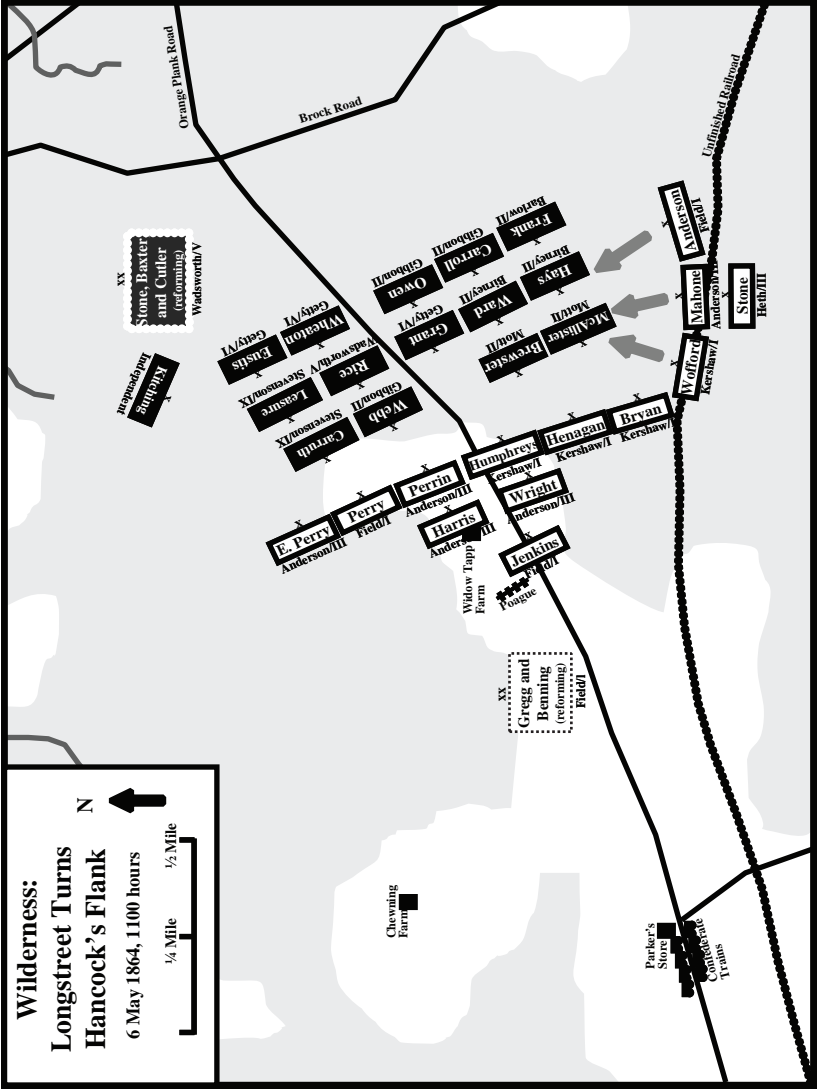 Wilderness:
Longstreet Turns
Hancock's Flank
6 May 1864, 1100 hours
N
¼ Mile
½ Mile
Orange Plank Road
Brock Road
Unfinished Railroad
xx
Stone, Baxter
and Cutler
(reforming)
Wadsworth/V
x
Kitching
Independent
x
Eustis
Getty/VI
x
Wheaton
Getty/VI
x
Leasure
Stevenson/IX
x
Rice
Wadsworth/V
x
Carruth
Stevenson/IX
x
Webb
Gibbon/II
x
Owen
Gibbon/II
x
Carroll
Gibbon/II
x
Frank
Barlow/II
x
Grant
Getty/VI
x
Ward
Birney/II
x
Hays
Birney/II
x
Brewster
Mott/II
x
McAllister
Mott/II
x
Anderson
Field/I
x
Mahone
Anderson/III
x
Stone
Heth/III
x
Wofford
Kershaw/I
x
Bryan
Kershaw/I
x
Henagan
Kershaw/I
x
Humphreys
Kershaw/I
x
Wright
Anderson/III
x
Perrin
Anderson/III
x
Perry
Field/I
x
E. Perry
Anderson/III
x
Harris
Anderson/III
x
Jenkins
Field/I
Widow Tapp
Farm
Poague
xx
Gregg and
Benning
(reforming)
Field/I
Chewning
Farm
Parker's
Store
Confederate
Trains